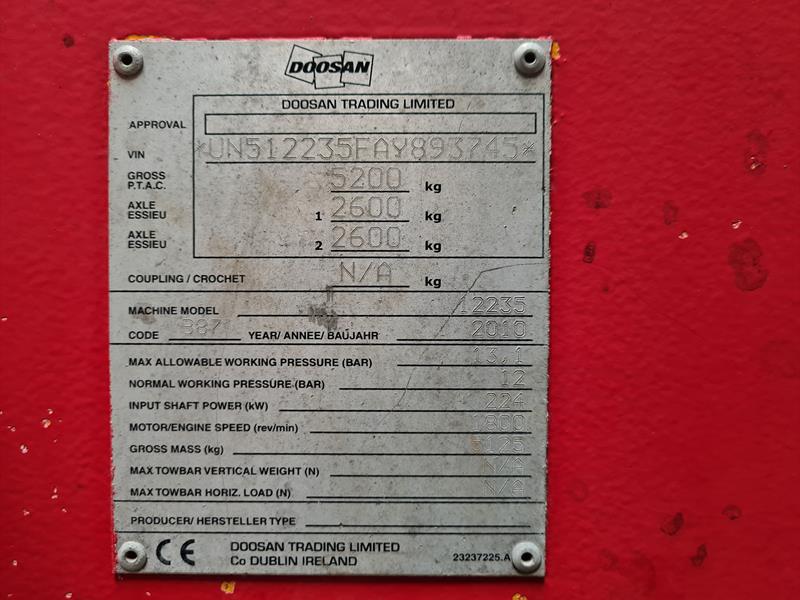 DOOSAN
DOOSAN TRADING LIMITED
APPROVAL
VIN *UN512235FAY893745*
GROSS P.T.A.C. 5200 kg
AXLE ESSIEU 1 2600 kg
AXLE ESSIEU 2 2600 kg
COUPLING / CROCHET N/A kg
MACHINE MODEL 12235
CODE 887 YEAR/ ANNEE/ BAUJAHR 2010
MAX ALLOWABLE WORKING PRESSURE (BAR) 13,1
NORMAL WORKING PRESSURE (BAR) 12
INPUT SHAFT POWER (kW) 224
MOTOR/ENGINE SPEED (rev/min) 1800
GROSS MASS (kg)
MAX TOWBAR VERTICAL WEIGHT (N) N/A
MAX TOWBAR HORIZ. LOAD (N) N/A
PRODUCER/ HERSTELLER TYPE
CE DOOSAN TRADING LIMITED
Co DUBLIN IRELAND 23237225.A